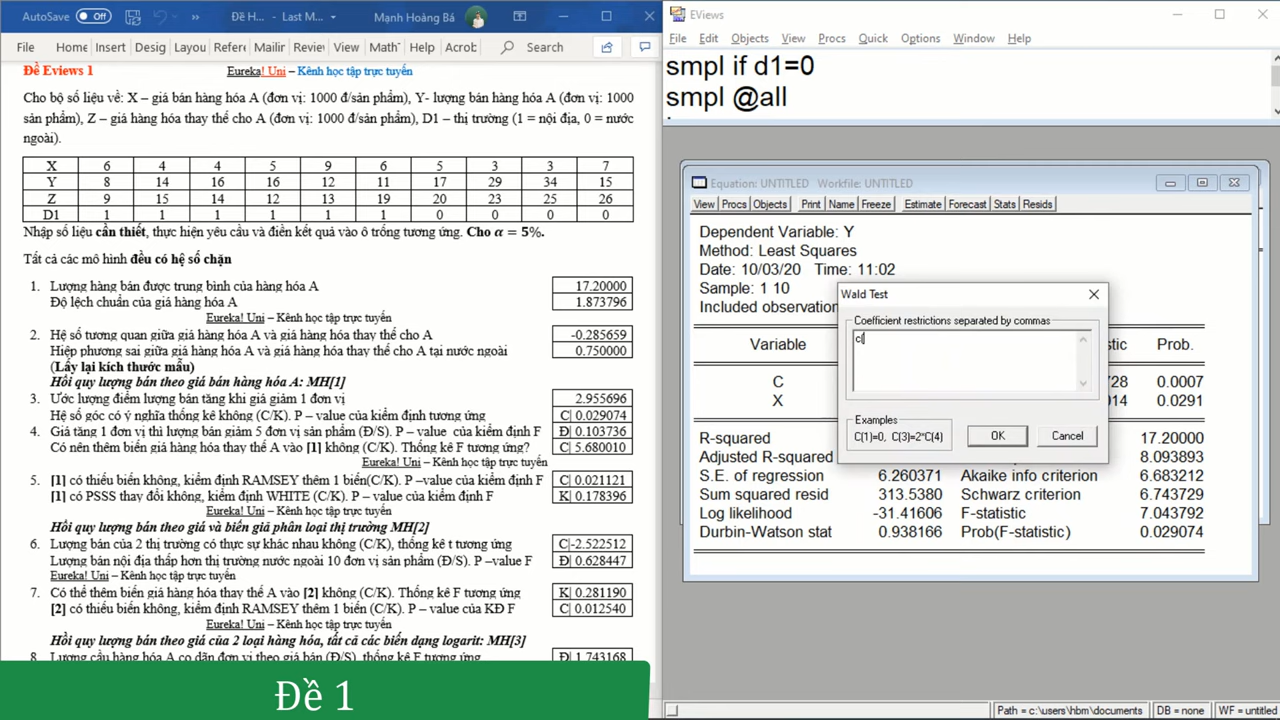 AutoSave Off Đề H... - Last M... Mạnh Hoàng Bá
File Home Insert Desig Layou Refere Mailir Reviev View Math Help Acrob Search
Đề Eviews 1 Eureka! Uni – Kênh học tập trực tuyến
Cho bộ số liệu về: X – giá bán hàng hóa A (đơn vị: 1000 đ/sản phẩm), Y- lượng bán hàng hóa A (đơn vị: 1000
sản phẩm), Z – giá hàng hóa thay thế cho A (đơn vị: 1000 đ/sản phẩm), D1 – thị trường (1 = nội địa, 0 = nước
ngoài).
X 6 4 4 5 9 6 5 3 3 7
Y 8 14 16 16 12 11 17 29 34 15
Z 9 15 14 12 13 19 20 23 25 26
D1 1 1 1 1 1 1 0 0 0 0
Nhập số liệu cần thiết, thực hiện yêu cầu và điền kết quả vào ô trống tương ứng. Cho α = 5%.
Tất cả các mô hình đều có hệ số chặn
1. Lượng hàng bán được trung bình của hàng hóa A 17.20000
Độ lệch chuẩn của giá hàng hóa A 1.873796
Eureka! Uni – Kênh học tập trực tuyến
2. Hệ số tương quan giữa giá hàng hóa A và giá hàng hóa thay thế cho A -0.285659
Hiệp phương sai giữa giá hàng hóa A và giá hàng hóa thay thế cho A tại nước ngoài 0.750000
(Lấy lại kích thước mẫu)
Hồi quy lượng bán theo giá bán hàng hóa A: MH[1]
3. Ước lượng điểm lượng bán tăng khi giá giảm 1 đơn vị 2.955696
Hệ số góc có ý nghĩa thống kê không (C/K). P – value của kiểm định tương ứng C| 0.029074
4. Giá tăng 1 đơn vị thì lượng bán giảm 5 đơn vị sản phẩm (Đ/S). P – value của kiểm định F Đ| 0.103736
Có nên thêm biến giá hàng hóa thay thế A vào [1] không? Thống kê F tương ứng? C| 5.680010
Eureka! Uni – Kênh học tập trực tuyến
5. [1] có thiếu biến không, kiểm định RAMSEY thêm 1 biến(C/K). –P value của kiểm định F C| 0.021121
[1] có PSSS thay đổi không, kiểm định WHITE (C/K). P – value của kiểm định F K| 0.178396
Eureka! Uni – Kênh học tập trực tuyến
Hồi quy lượng bán theo giá và biến giả phân loại thị trường MH[2]
6. Lượng bán của 2 thị trường có thực sự khác nhau không (C/K), thống kê t tương ứng C|-2.522512
Lượng bán nội địa thấp hơn thị trường nước ngoài 10 đơn vị sản phẩm (Đ/S). P –value F Đ| 0.628447
Eureka! Uni – Kênh học tập trực tuyến
7. Có thể thêm biến giá hàng hóa thay thế A vào [2] không (C/K). Thống kê F tương ứng K| 0.281190
[2] có thiếu biến không, kiểm định RAMSEY thêm 1 biến (C/K). P – value của KĐ F C| 0.012540
Eureka! Uni – Kênh học tập trực tuyến
Hồi quy lượng bán theo giá của 2 loại hàng hóa, tất cả các biến dạng logarit: MH[3]
8. Lượng cầu hàng hóa A co dãn đơn vị theo giá bán (Đ/S), thống kê F tương ứng Đ| 1.743168
Đề 1
EViews
File Edit Objects View Procs Quick Options Window Help
smpl if d1=0
smpl @all
Equation: UNTITLED Workfile: UNTITLED
View Procs Objects Print Name Freeze Estimate Forecast Stats Resids
Dependent Variable: Y
Method: Least Squares
Date: 10/03/20 Time: 11:02
Sample: 1 10
Included observation
Variable stic Prob.
C 728 0.0007
X 014 0.0291
R-squared 17.20000
Adjusted R-squared 8.093893
S.E. of regression 6.260371 Akaike info criterion 6.683212
Sum squared resid 313.5380 Schwarz criterion 6.743729
Log likelihood -31.41606 F-statistic 7.043792
Durbin-Watson stat 0.938166 Prob(F-statistic) 0.029074
Wald Test
Coefficient restrictions separated by commas
c(
Examples
C(1)=0, C(3)=2*C(4)
OK Cancel
Path = c:\users\hbm\documents DB = none WF = untitled